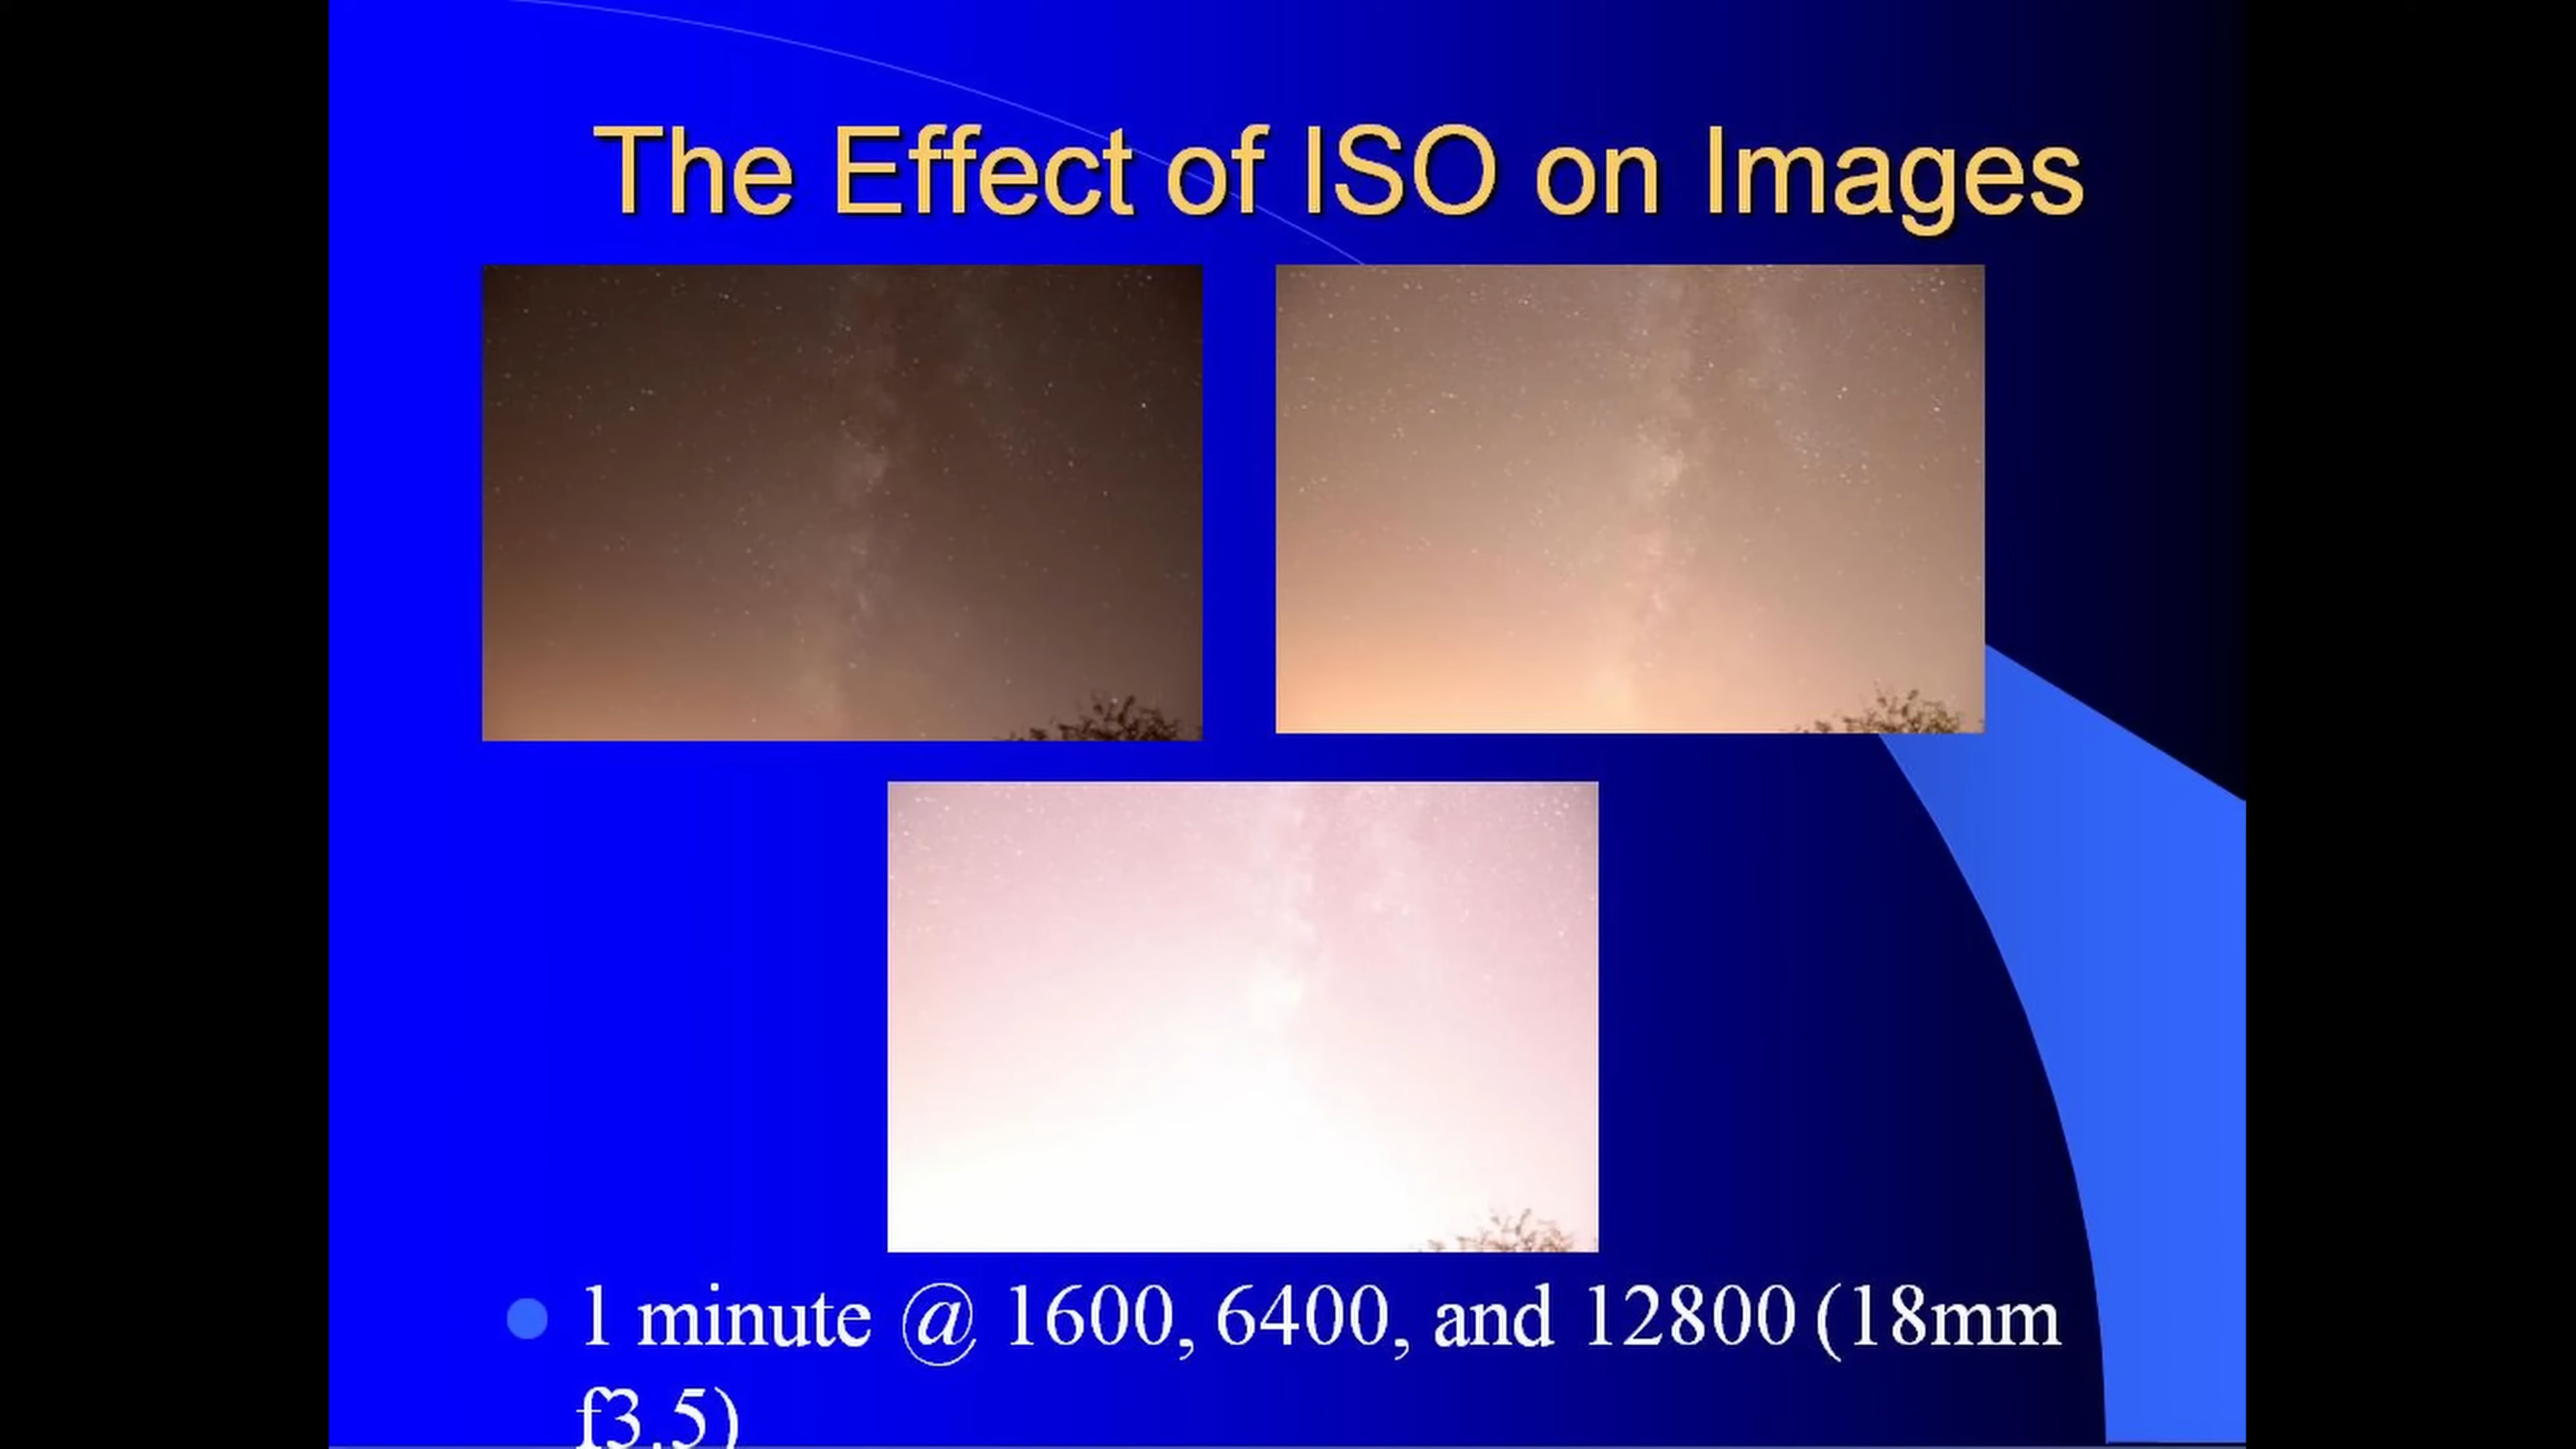 The Effect of ISO on Images
1 minute @ 1600, 6400, and 12800 (18mm
f3.5)